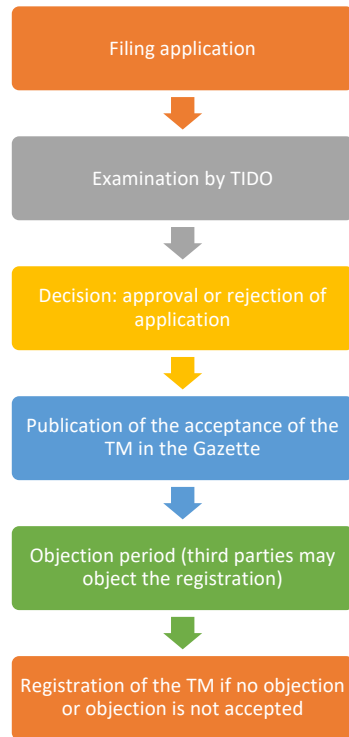 Filing application
Examination by TIDO
Decision: approval or rejection of
application
Publication of the acceptance of the
TM in the Gazette
Objection period (third parties may
object the registration)
Registration of the TM if no objection
or objection is not accepted